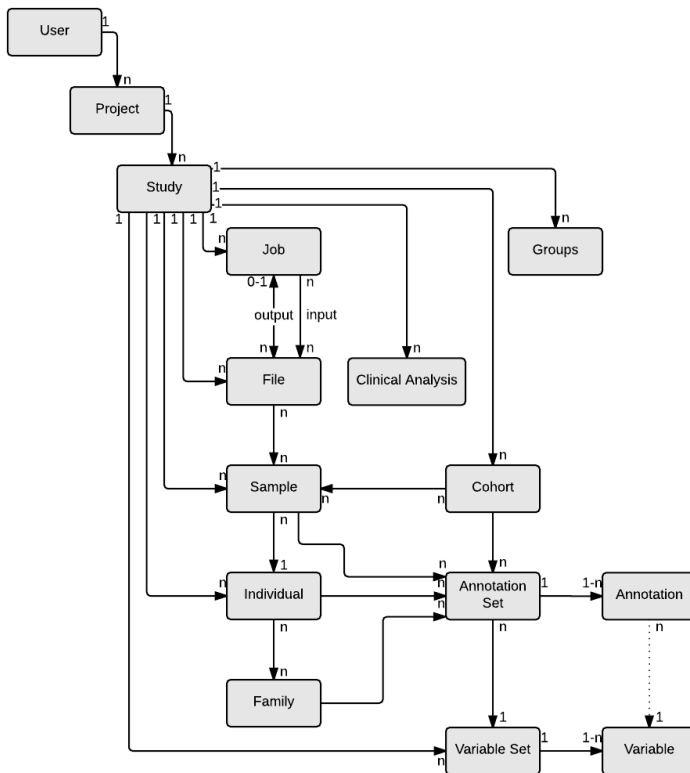 User
1
n
Project
1
n
Study
1
1
1
1 1 1 1 1 1
n
Groups
n
Job
0-1 n
output input
n n
n
File
n
n
Clinical Analysis
n
n
Sample
n
n
n
Cohort
n
n
1
n
Individual
n
n
n
n
n
Annotation
Set
1 1-n
Annotation
n
n
n
n
Family
1
1
n
Variable Set
1 1-n
Variable